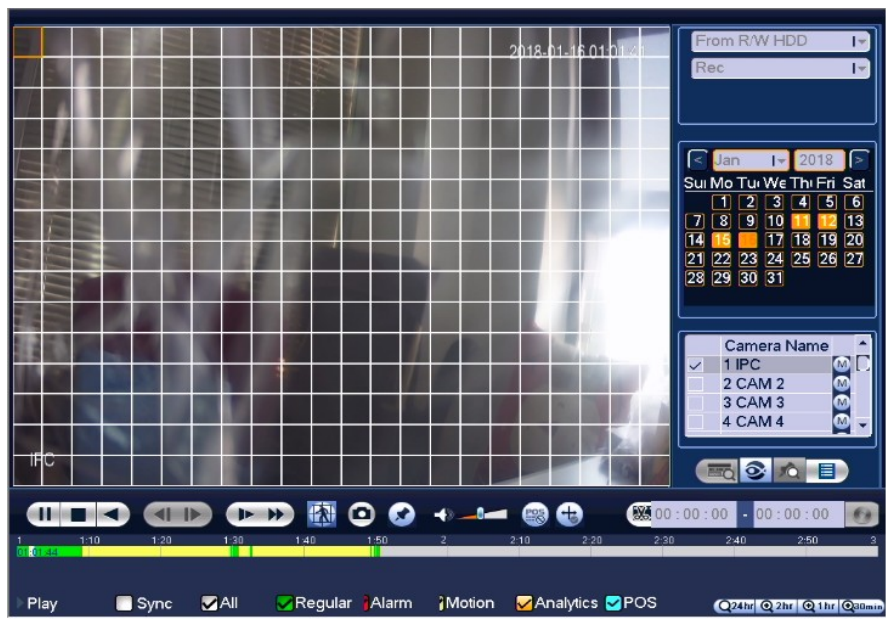 2018-01-16 01:01:41
IPC
From R/W HDD
Rec
< Jan 2018 >
Su Mo Tu We Th Fri Sat
1 2 3 4 5 6
7 8 9 10 11 12 13
14 15 16 17 18 19 20
21 22 23 24 25 26 27
28 29 30 31
Camera Name
1 IPC M
2 CAM 2 M
3 CAM 3 M
4 CAM 4 M
POS
00 : 00 : 00 - 00 : 00 : 00
1 1:10 1:20 1:30 1:40 1:50 2 2:10 2:20 2:30 2:40 2:50 3
01:01:44
Play Sync All Regular Alarm Motion Analytics POS
24hr 2hr 1hr 30min